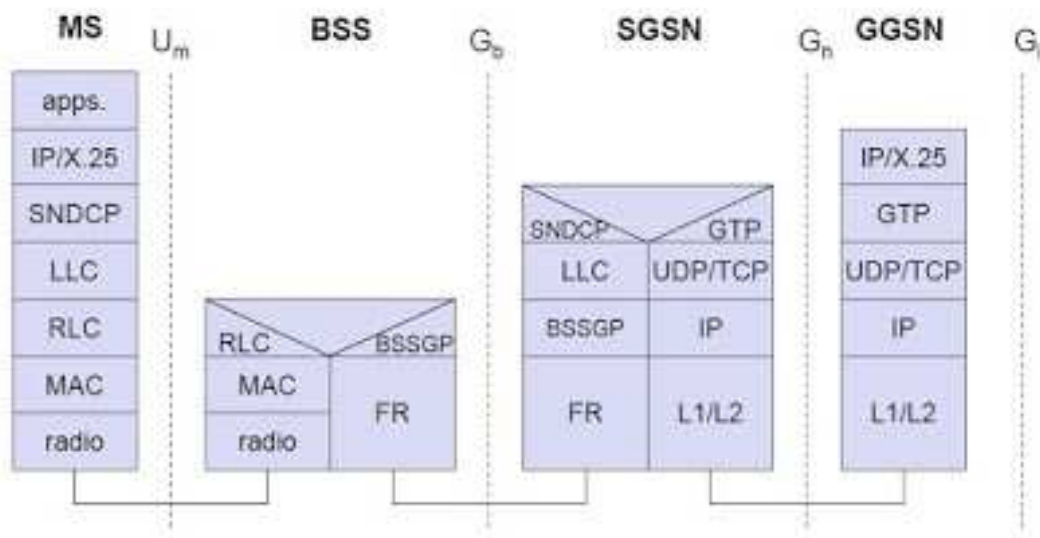 MS Um BSS Gb SGSN Gn GGSN
apps.
IP/X.25 IP/X.25
SNDCP SNDCP GTP GTP
LLC LLC UDP/TCP UDP/TCP
RLC RLC BSSGP BSSGP IP IP
MAC MAC FR FR L1/L2 L1/L2
radio radio